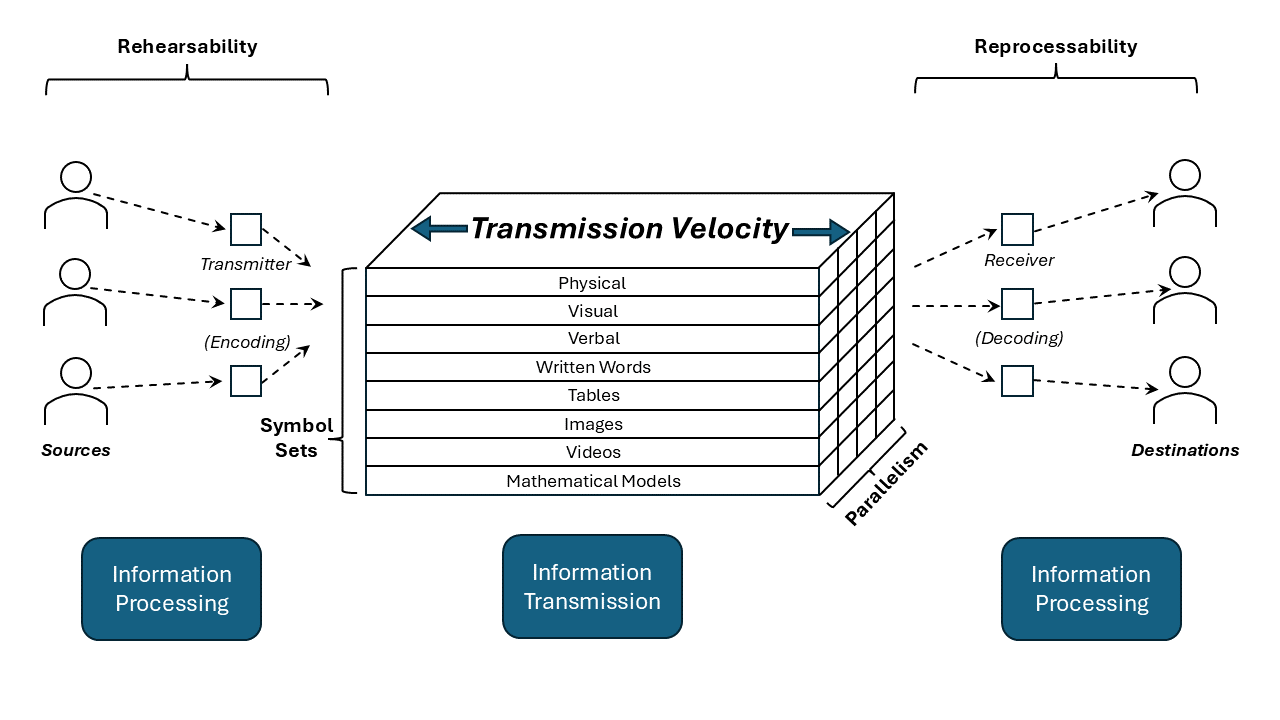 Rehearsability
Reprocessability
Transmission Velocity
Transmitter
(Encoding)
Sources
Symbol
Sets
Physical
Visual
Verbal
Written Words
Tables
Images
Videos
Mathematical Models
Parallelism
Receiver
(Decoding)
Destinations
Information
Processing
Information
Transmission
Information
Processing